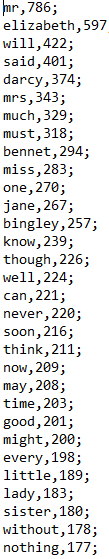 mr,786;
elizabeth,597
will,422;
said,401;
darcy,374;
mrs,343;
much,329;
must,318;
bennet,294;
miss,283;
one,270;
jane,267;
bingley,257;
know,239;
though,226;
well,224;
can,221;
never,220;
soon,216;
think,211;
now,209;
may,208;
time,203;
good,201;
might,200;
every,198;
little,189;
lady,183;
sister,180;
without,178;
nothing,177;